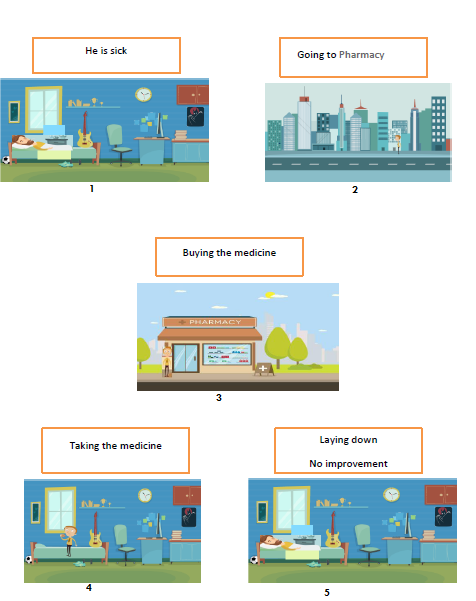 He is sick
Going to Pharmacy
1
2
Buying the medicine
PHARMACY
3
Taking the medicine
Laying down
No improvement
4
5